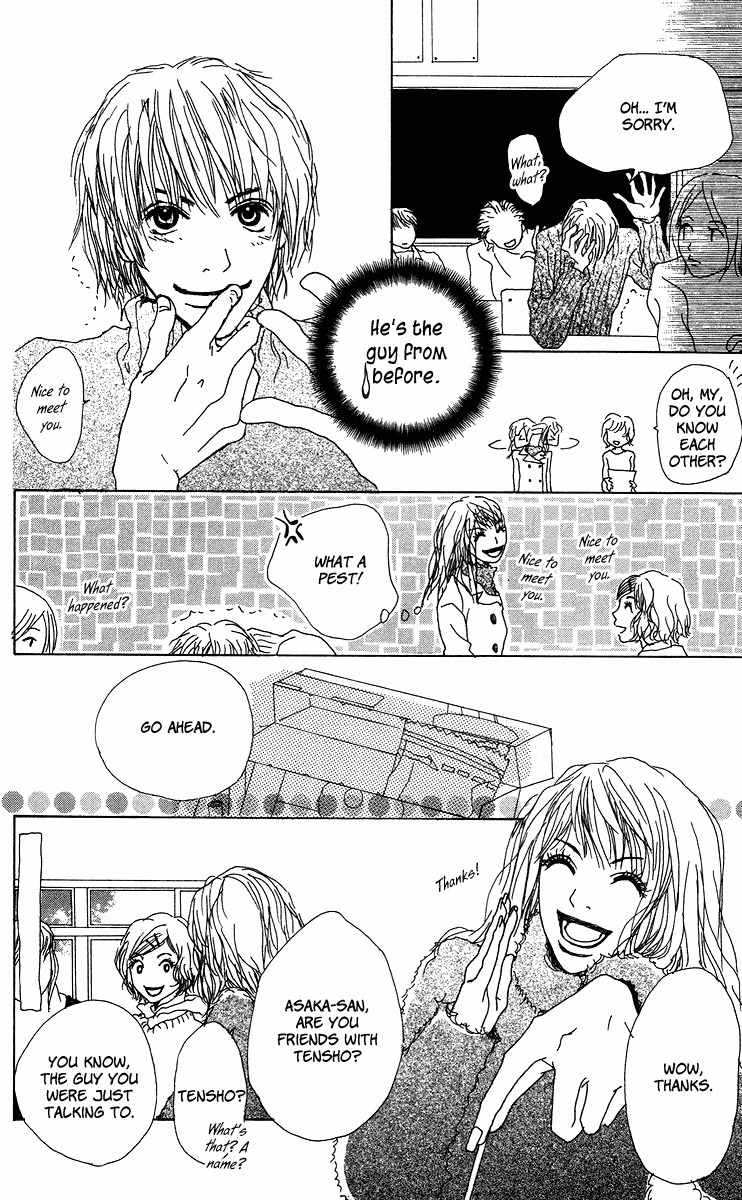 OH... I'M
SORRY.
What,
what?
He's the
guy from
before.
Nice to
meet
you.
OH, MY,
DO YOU
KNOW
EACH
OTHER?
WHAT A
PEST!
What
happened?
Nice to
meet
you.
Nice to
meet
you.
GO AHEAD.
Thanks!
WOW,
THANKS.
ASAKA-SAN,
ARE YOU
FRIENDS WITH
TENSHO?
TENSHO?
What's
that? A
name?
YOU KNOW,
THE GUY YOU
WERE JUST
TALKING TO.